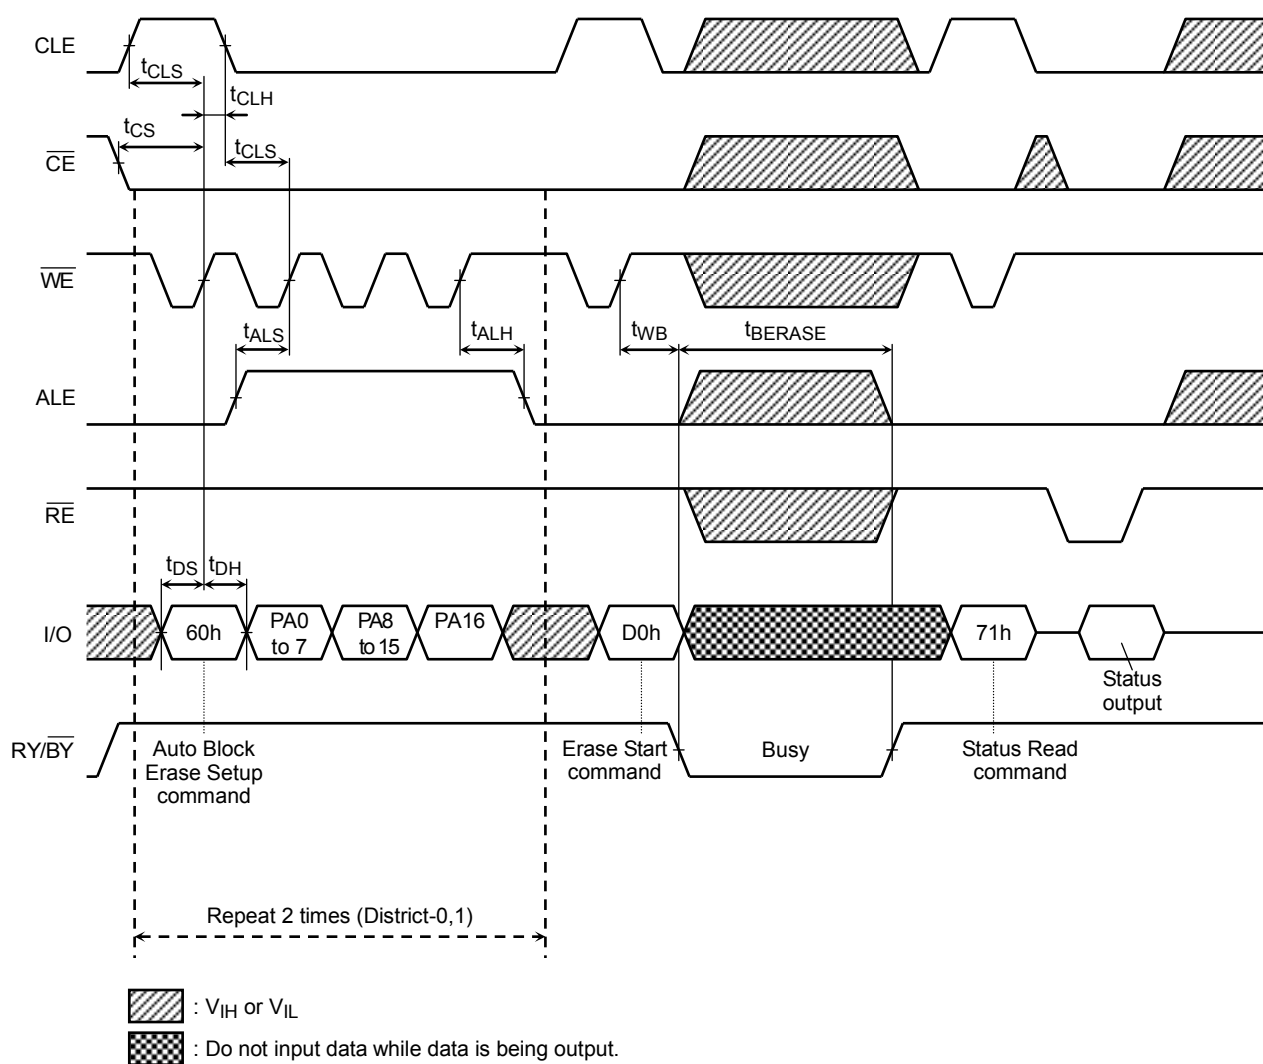 CLE
tCLS
tCLH
tCS
tCLS
CE
WE
tALS
tALH
tWB
tBERASE
ALE
RE
tDS
tDH
I/O
60h
PA0
to 7
PA8
to 15
PA16
D0h
71h
Status
output
RY/BY
Auto Block
Erase Setup
command
Erase Start
command
Busy
Status Read
command
Repeat 2 times (District-0,1)
: VIH or VIL
: Do not input data while data is being output.